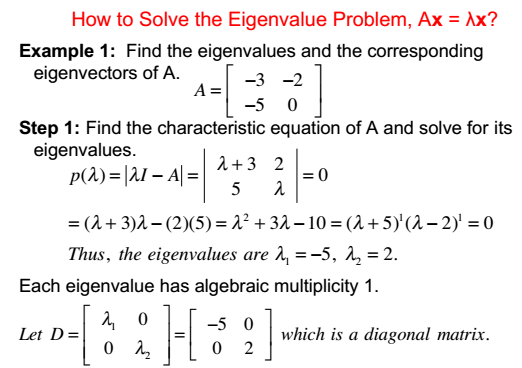 How to Solve the Eigenvalue Problem, Ax = λx?
Example 1: Find the eigenvalues and the corresponding
eigenvectors of A.
A = [ -3 -2
-5 0 ]
Step 1: Find the characteristic equation of A and solve for its
eigenvalues.
p(λ) = |λI – A| = | λ + 3 2
5 λ | = 0
= (λ + 3)λ – (2)(5) = λ² + 3λ – 10 = (λ + 5)¹(λ – 2)¹ = 0
Thus, the eigenvalues are λ₁ = –5, λ₂ = 2.
Each eigenvalue has algebraic multiplicity 1.
Let D = [ λ₁ 0
0 λ₂ ] = [ -5 0
0 2 ] which is a diagonal matrix.